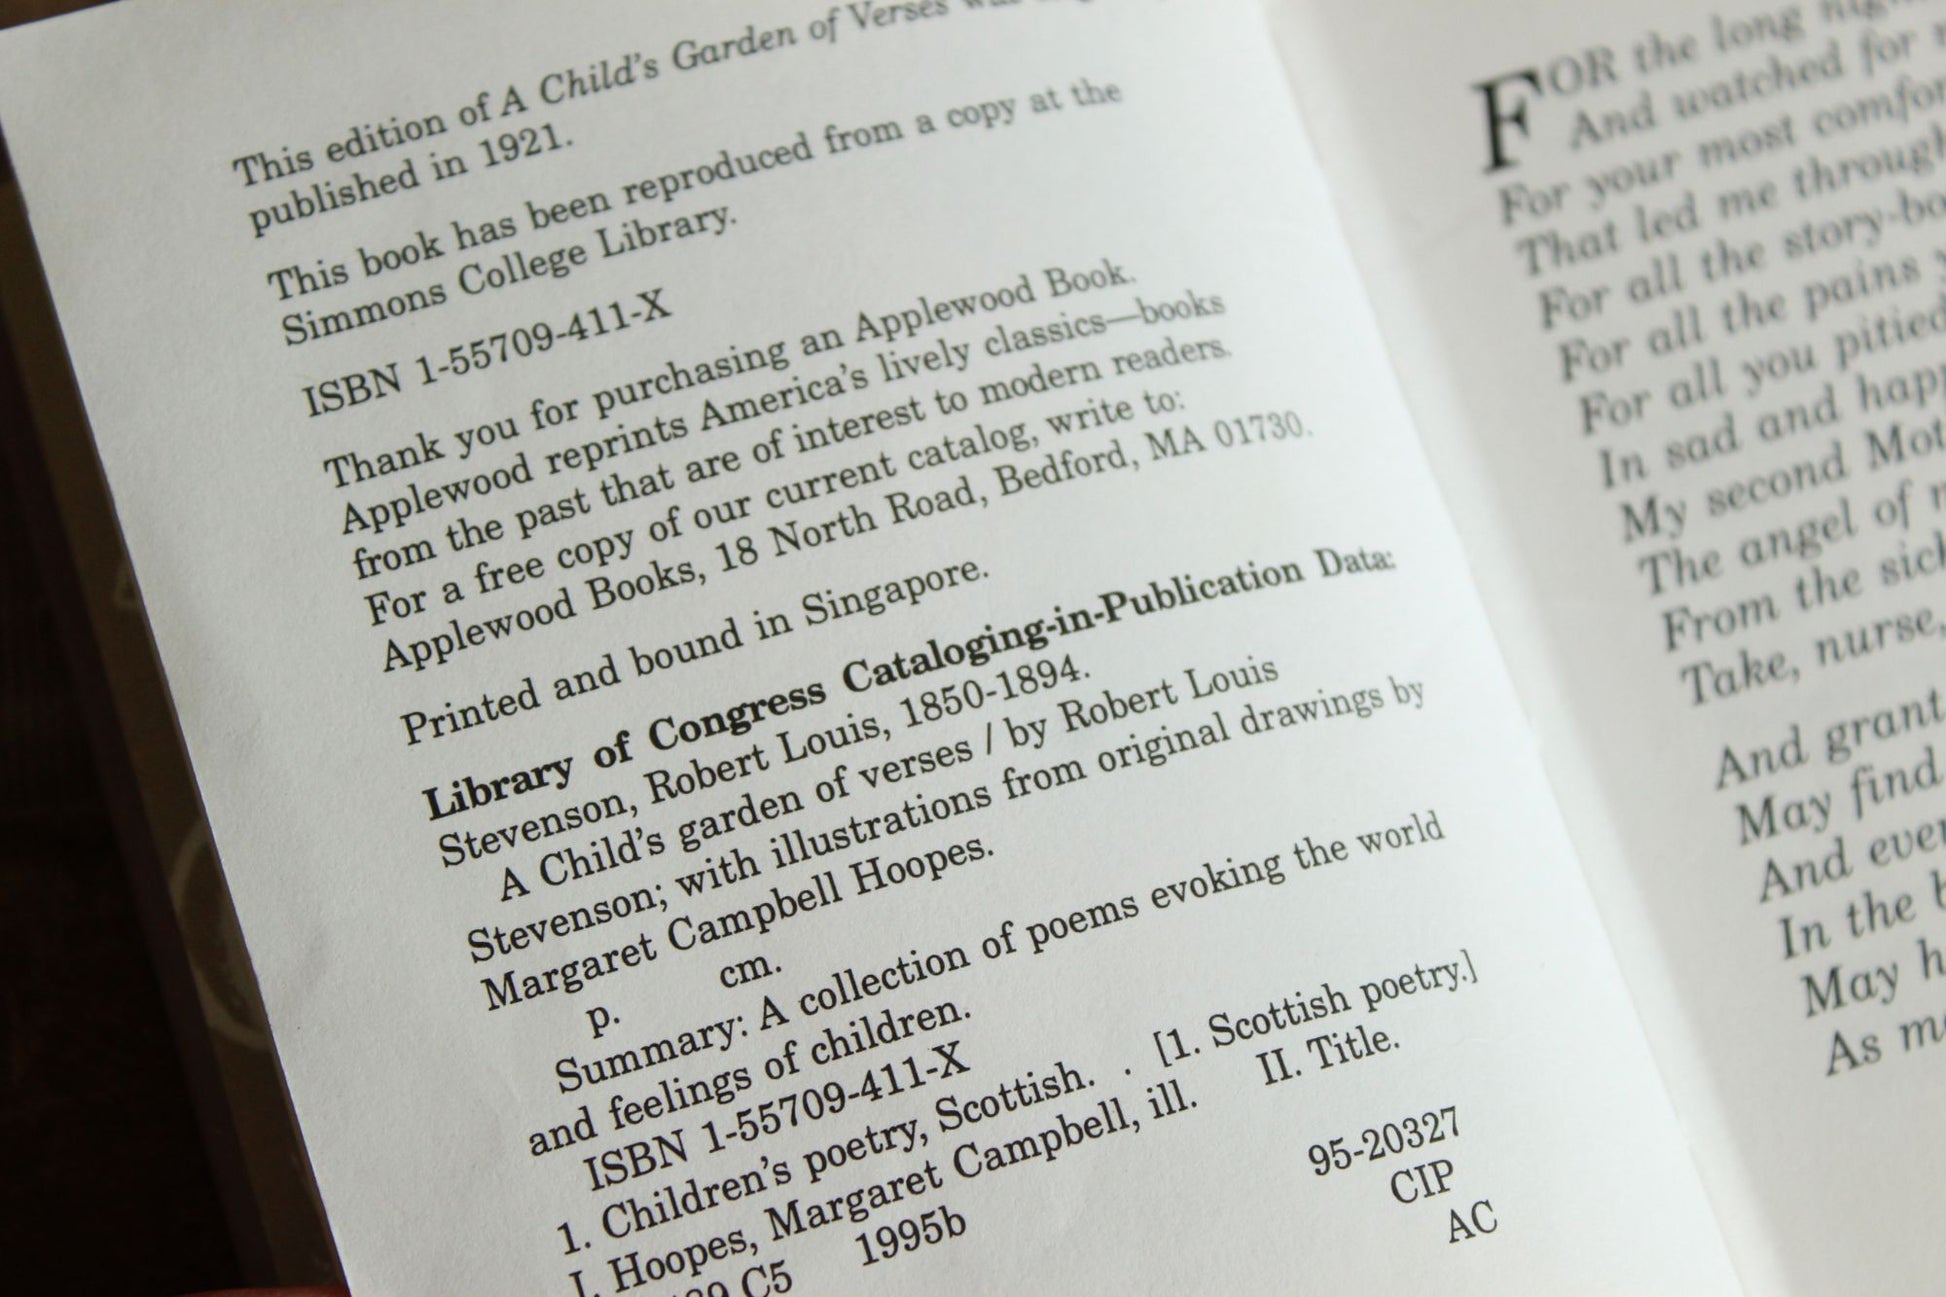 This edition of A Child's Garden of Verses was
published in 1921.
This book has been reproduced from a copy at the
Simmons College Library.
ISBN 1-55709-411-X
Thank you for purchasing an Applewood Book.
Applewood reprints America's lively classics—books
from the past that are of interest to modern readers.
For a free copy of our current catalog, write to:
Applewood Books, 18 North Road, Bedford, MA 01730.
Printed and bound in Singapore.
Library of Congress Cataloging-in-Publication Data:
Stevenson, Robert Louis, 1850-1894.
A Child's garden of verses / by Robert Louis
Stevenson; with illustrations from original drawings by
Margaret Campbell Hoopes.
p. cm.
Summary: A collection of poems evoking the world
and feelings of children.
ISBN 1-55709-411-X
1. Children's poetry, Scottish. . [1. Scottish poetry.]
I. Hoopes, Margaret Campbell, ill. II. Title.
C5 1995b
95-20327
CIP
AC
FOR the long
And watched for
For your most
That led me through
For all the
For all the pains
For all you pitied
In sad and
My second
The angel of
From the
Take, nurse,
And grant
May find
And
In the
May
As